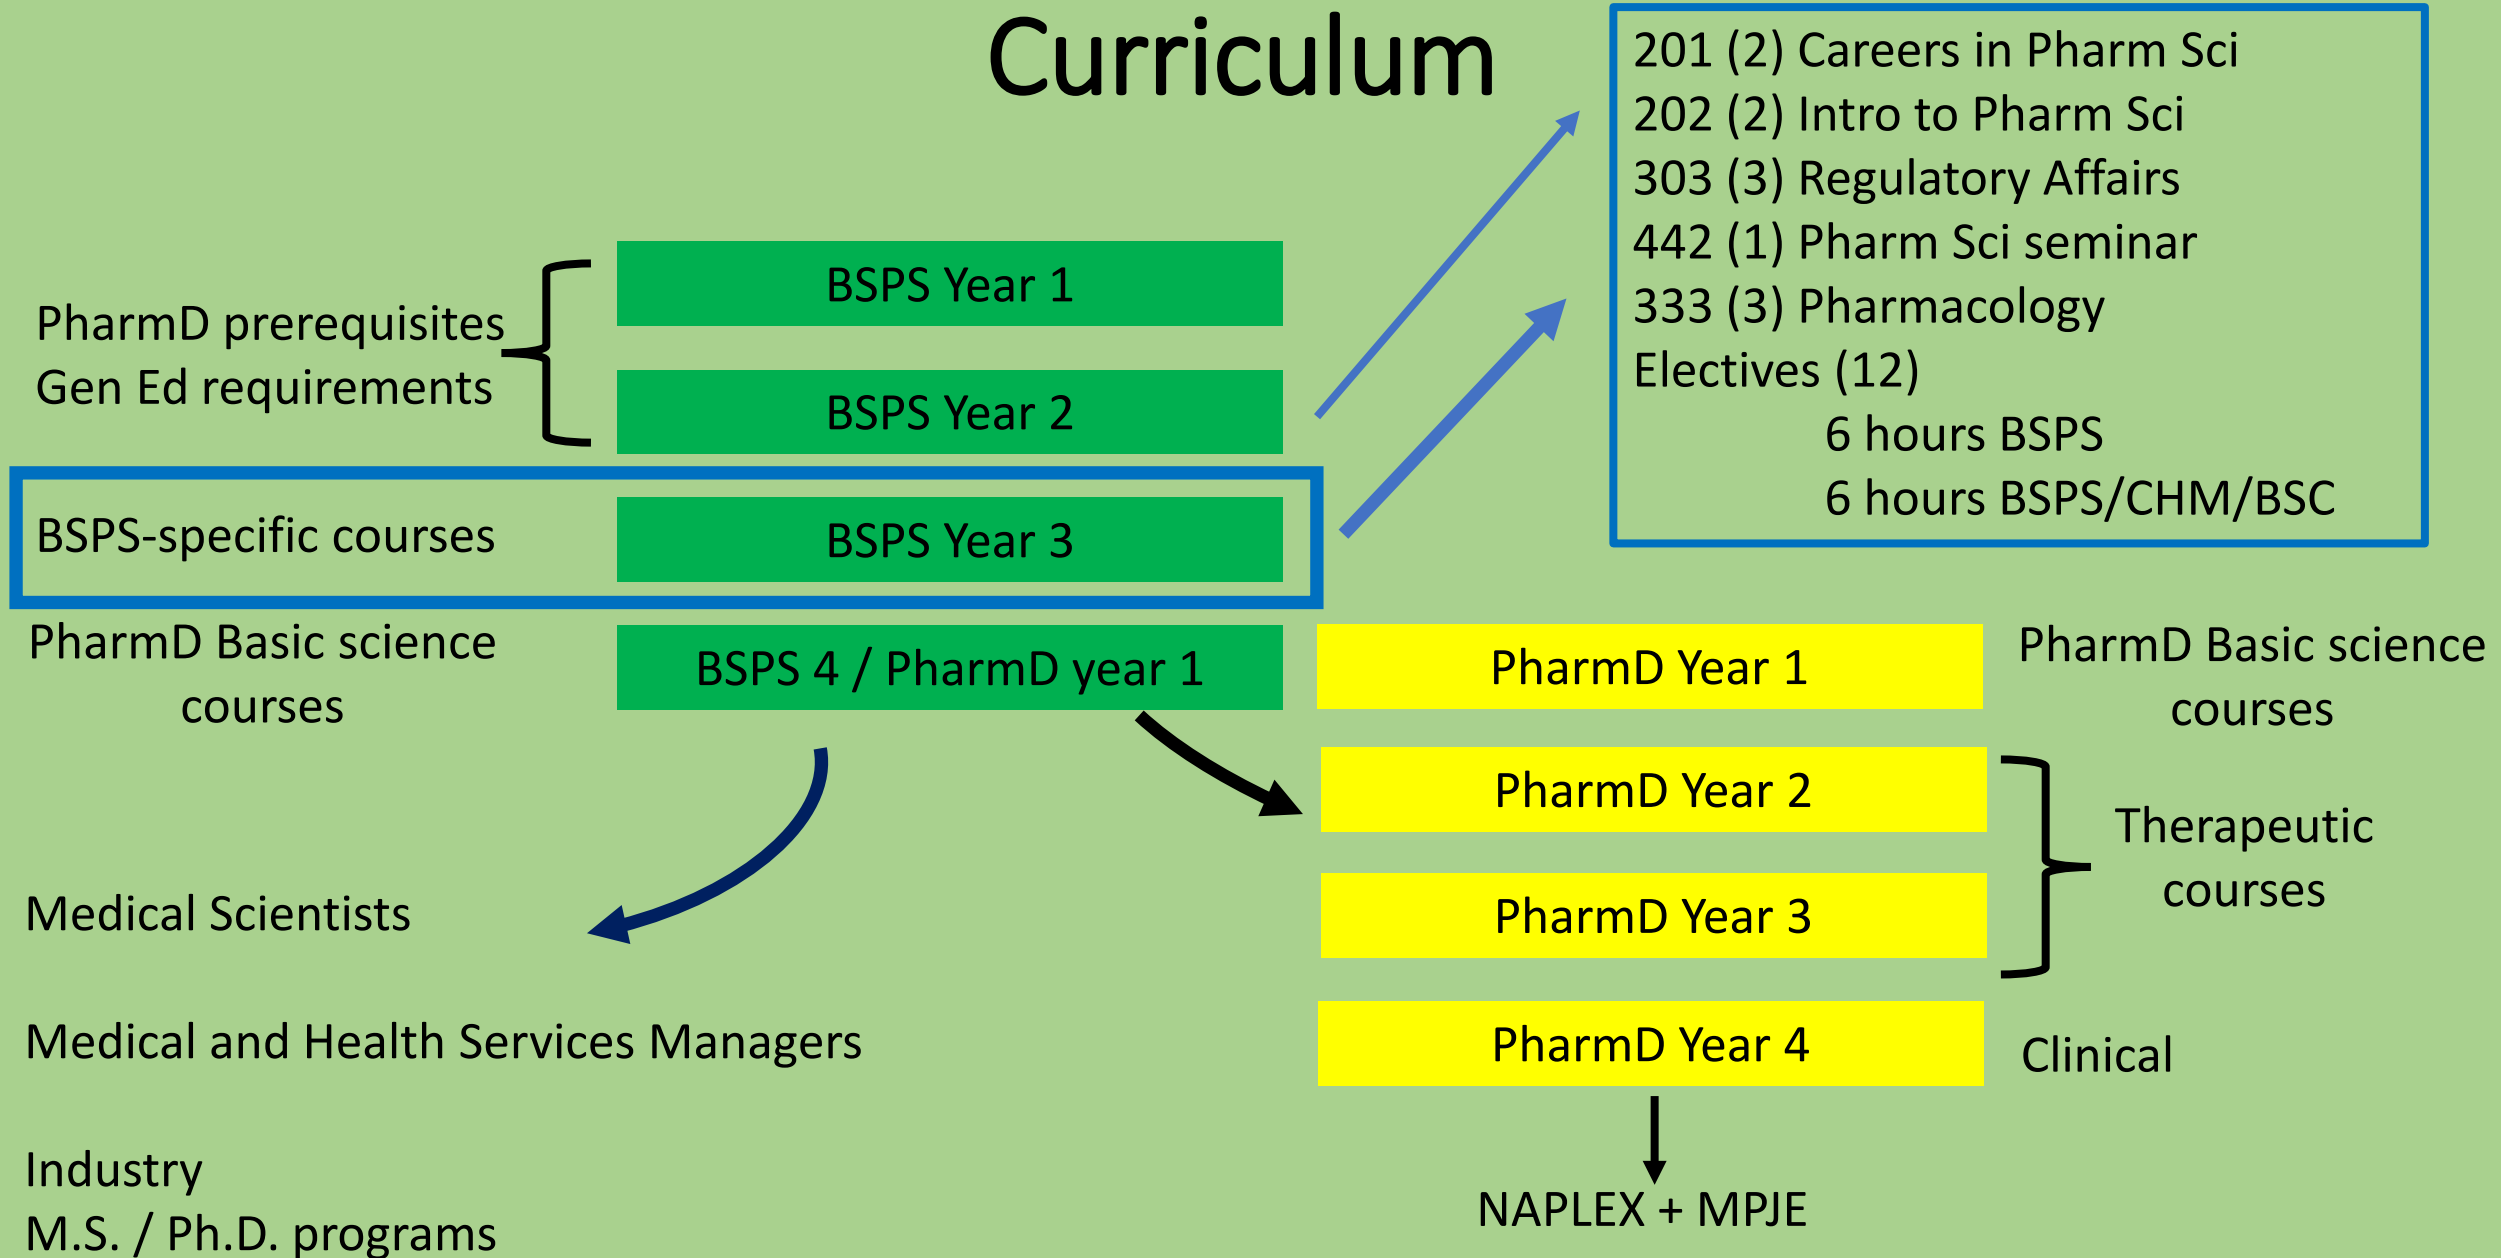 Curriculum
201 (2) Careers in Pharm Sci
202 (2) Intro to Pharm Sci
303 (3) Regulatory Affairs
442 (1) Pharm Sci seminar
333 (3) Pharmacology
Electives (12)
6 hours BSPS
6 hours BSPS/CHM/BSC
PharmD prerequisites
Gen Ed requirements
BSPS Year 1
BSPS Year 2
BSPS-specific courses
BSPS Year 3
PharmD Basic science
courses
BSPS 4 / PharmD year 1
PharmD Year 1
PharmD Basic science
courses
PharmD Year 2
PharmD Year 3
Therapeutic
courses
PharmD Year 4
Clinical
NAPLEX + MPJE
Medical Scientists
Medical and Health Services Managers
Industry
M.S. / Ph.D. programs